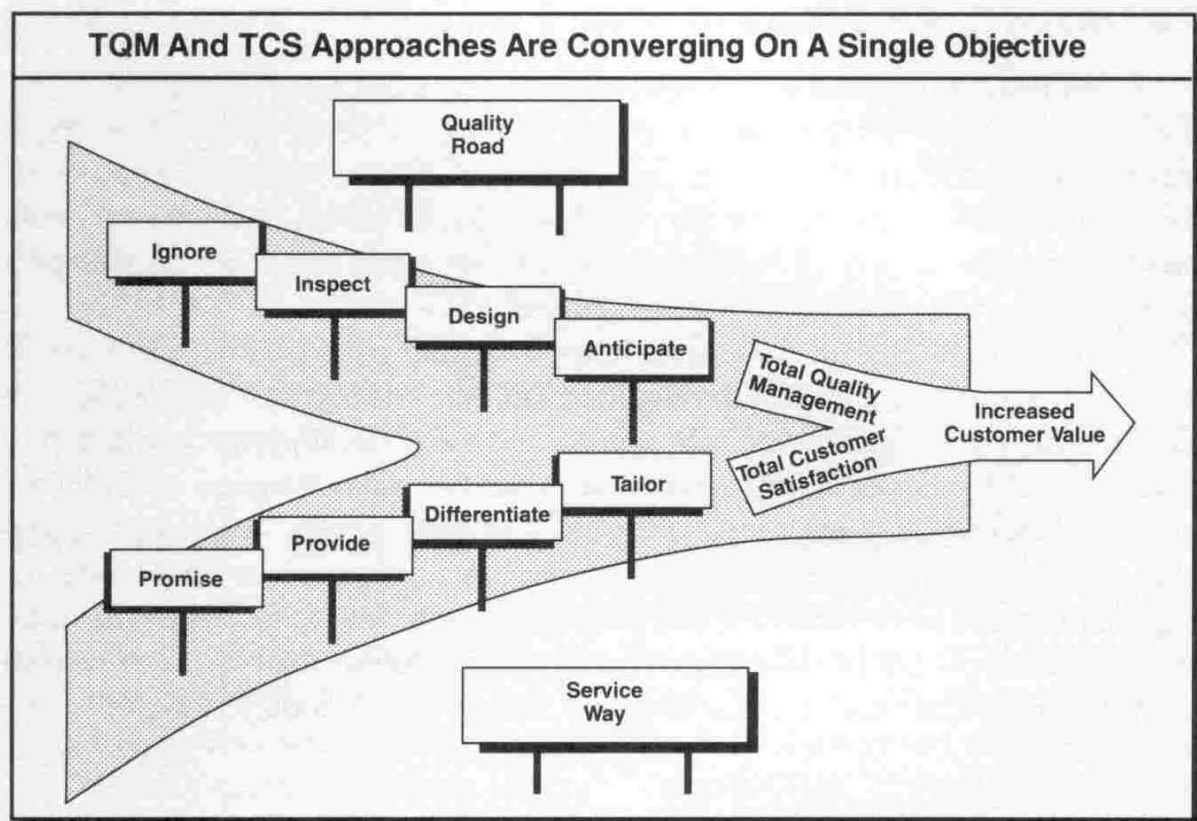 TQM And TCS Approaches Are Converging On A Single Objective
Quality
Road
Ignore
Inspect
Design
Anticipate
Total Quality
Management
Increased
Customer Value
Total Customer
Satisfaction
Tailor
Differentiate
Provide
Promise
Service
Way